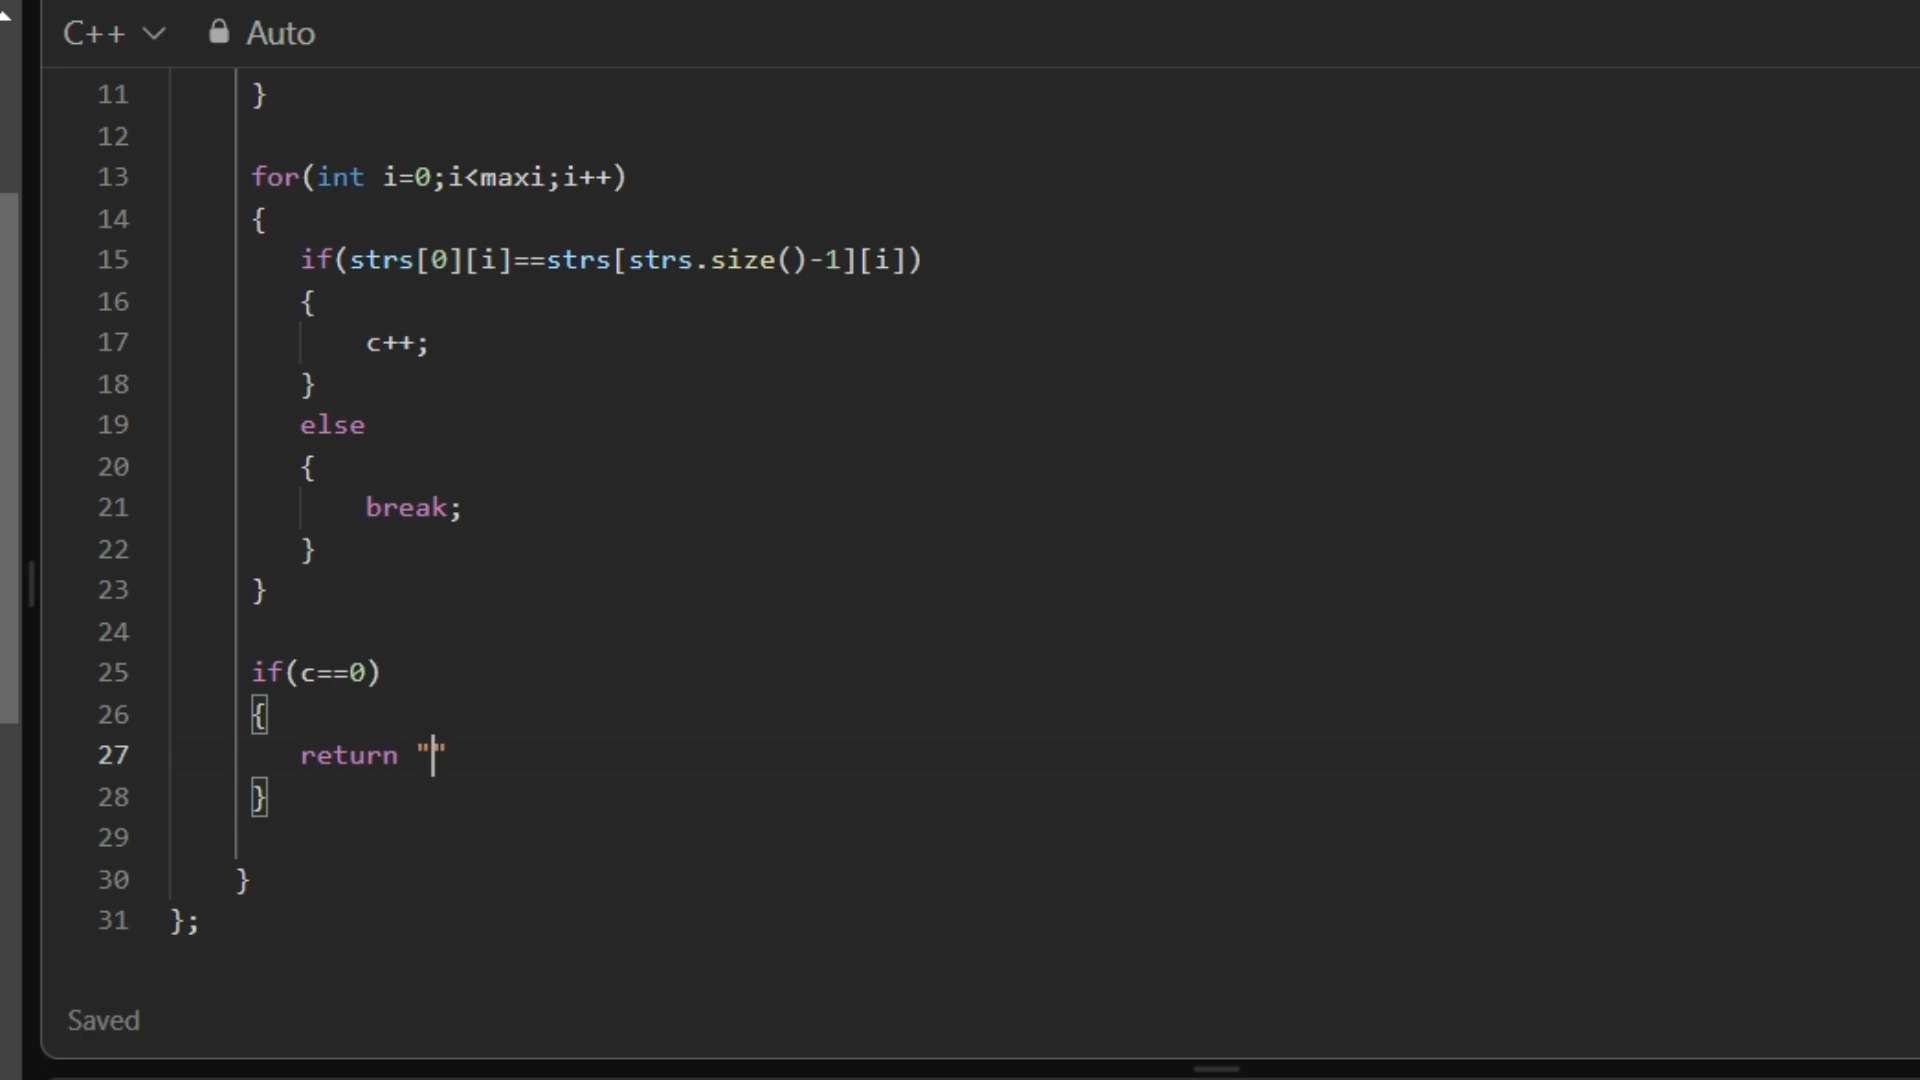 C++ Auto
11 }
12
13 for(int i=0;i<maxi;i++)
14 {
15 if(strs[0][i]==strs[strs.size()-1][i])
16 {
17 c++;
18 }
19 else
20 {
21 break;
22 }
23 }
24
25 if(c==0)
26 {
27 return ""
28 }
29
30 }
31 };
Saved